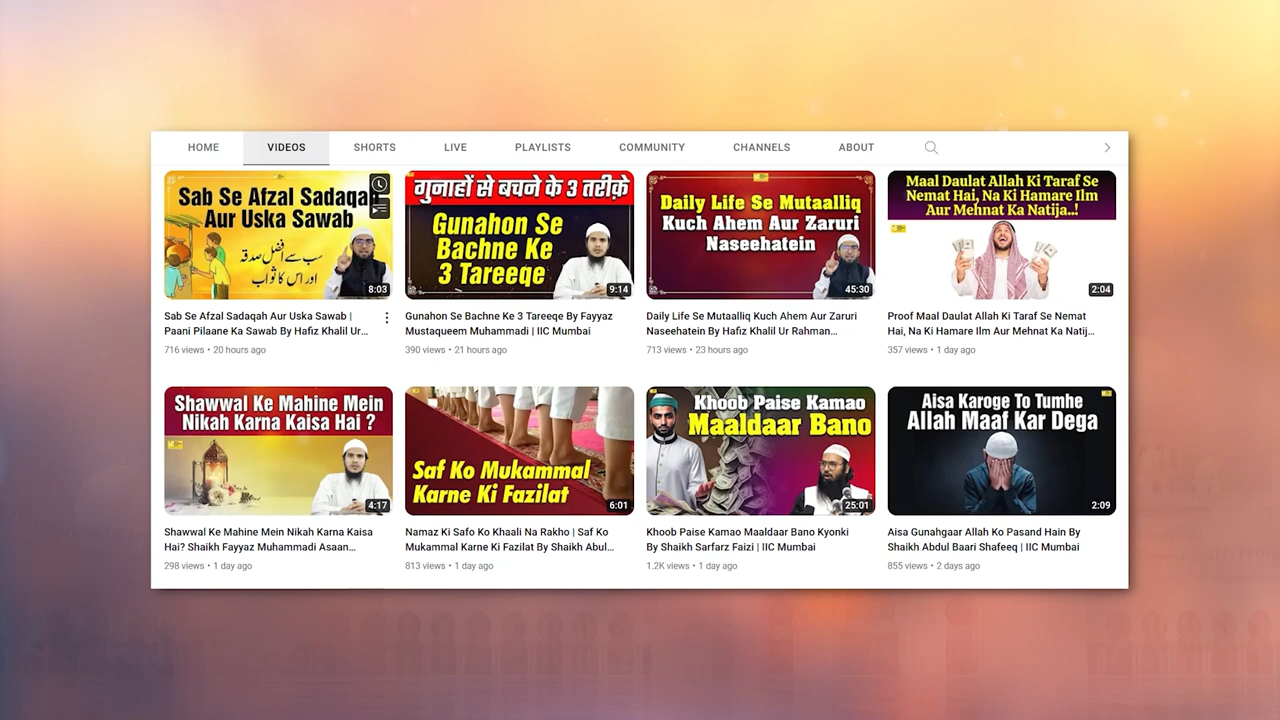 HOME VIDEOS SHORTS LIVE PLAYLISTS COMMUNITY CHANNELS ABOUT
Sab Se Afzal Sadaqah
Aur Uska Sawab
سب سے افضل صدقہ
اور اس کا ثواب
8:03
Sab Se Afzal Sadaqah Aur Uska Sawab |
Paani Pilaane Ka Sawab By Hafiz Khalil Ur...
716 views • 20 hours ago
गुनाहों से बचने के 3 तरीक़े
Gunahon Se
Bachne Ke
3 Tareeqe
9:14
Gunahon Se Bachne Ke 3 Tareeqe By Fayyaz
Mustaqueem Muhammadi | IIC Mumbai
390 views • 21 hours ago
Daily Life Se Mutaalliq
Kuch Ahem Aur Zaruri
Naseehatein
45:30
Daily Life Se Mutaalliq Kuch Ahem Aur Zaruri
Naseehatein By Hafiz Khalil Ur Rahman...
713 views • 23 hours ago
Maal Daulat Allah Ki Taraf Se
Nemat Hai, Na Ki Hamare Ilm
Aur Mehnat Ka Natija..!
2:04
Proof Maal Daulat Allah Ki Taraf Se Nemat
Hai, Na Ki Hamare Ilm Aur Mehnat Ka Natij...
357 views • 1 day ago
Shawwal Ke Mahine Mein
Nikah Karna Kaisa Hai ?
4:17
Shawwal Ke Mahine Mein Nikah Karna Kaisa
Hai? Shaikh Fayyaz Muhammadi Asaan...
298 views • 1 day ago
Saf Ko Mukammal
Karne Ki Fazilat
6:01
Namaz Ki Safo Ko Khaali Na Rakho | Saf Ko
Mukammal Karne Ki Fazilat By Shaikh Abul...
813 views • 1 day ago
Khoob Paise Kamao
Maaldaar Bano
25:01
Khoob Paise Kamao Maaldaar Bano Kyonki
By Shaikh Sarfarz Faizi | IIC Mumbai
1.2K views • 1 day ago
Aisa Karoge To Tumhe
Allah Maaf Kar Dega
2:09
Aisa Gunahgaar Allah Ko Pasand Hain By
Shaikh Abdul Baari Shafeeq | IIC Mumbai
855 views • 2 days ago